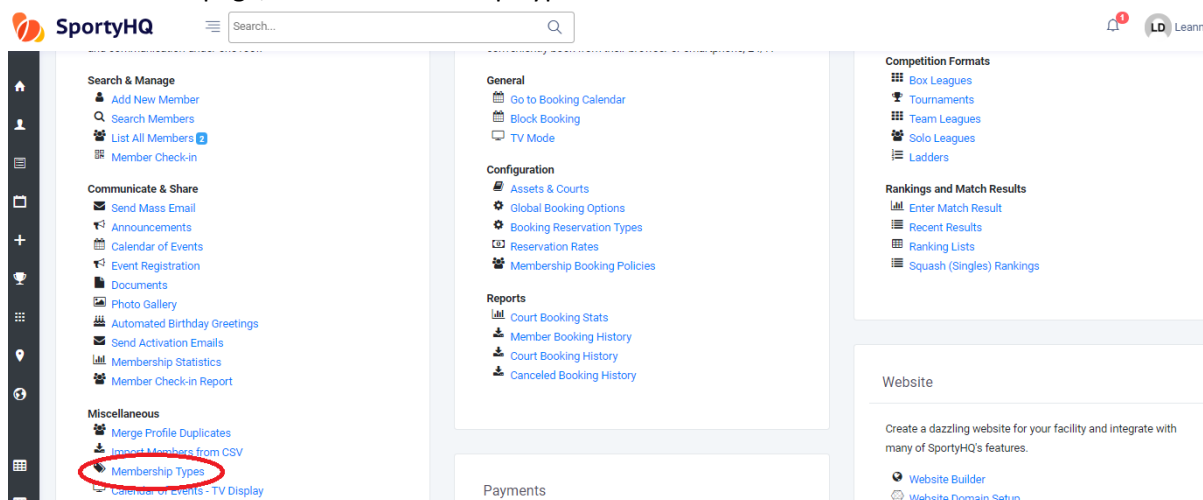 SportyHQ
Search...
1
LD Leann
Search & Manage
Add New Member
Search Members
List All Members 2
Member Check-in
Communicate & Share
Send Mass Email
Announcements
Calendar of Events
Event Registration
Documents
Photo Gallery
Automated Birthday Greetings
Send Activation Emails
Membership Statistics
Member Check-in Report
Miscellaneous
Merge Profile Duplicates
Import Members from CSV
Membership Types
Calendar of Events - TV Display
General
Go to Booking Calendar
Block Booking
TV Mode
Configuration
Assets & Courts
Global Booking Options
Booking Reservation Types
Reservation Rates
Membership Booking Policies
Reports
Court Booking Stats
Member Booking History
Court Booking History
Canceled Booking History
Payments
Competition Formats
Box Leagues
Tournaments
Team Leagues
Solo Leagues
Ladders
Rankings and Match Results
Enter Match Result
Recent Results
Ranking Lists
Squash (Singles) Rankings
Website
Create a dazzling website for your facility and integrate with
many of SportyHQ's features.
Website Builder
Website Domain Setup